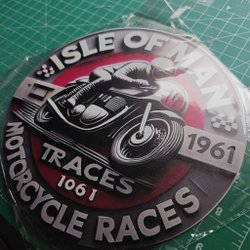 ISLE OF MAN
1961
TRACES
1061
MOTORCYCLE RACES